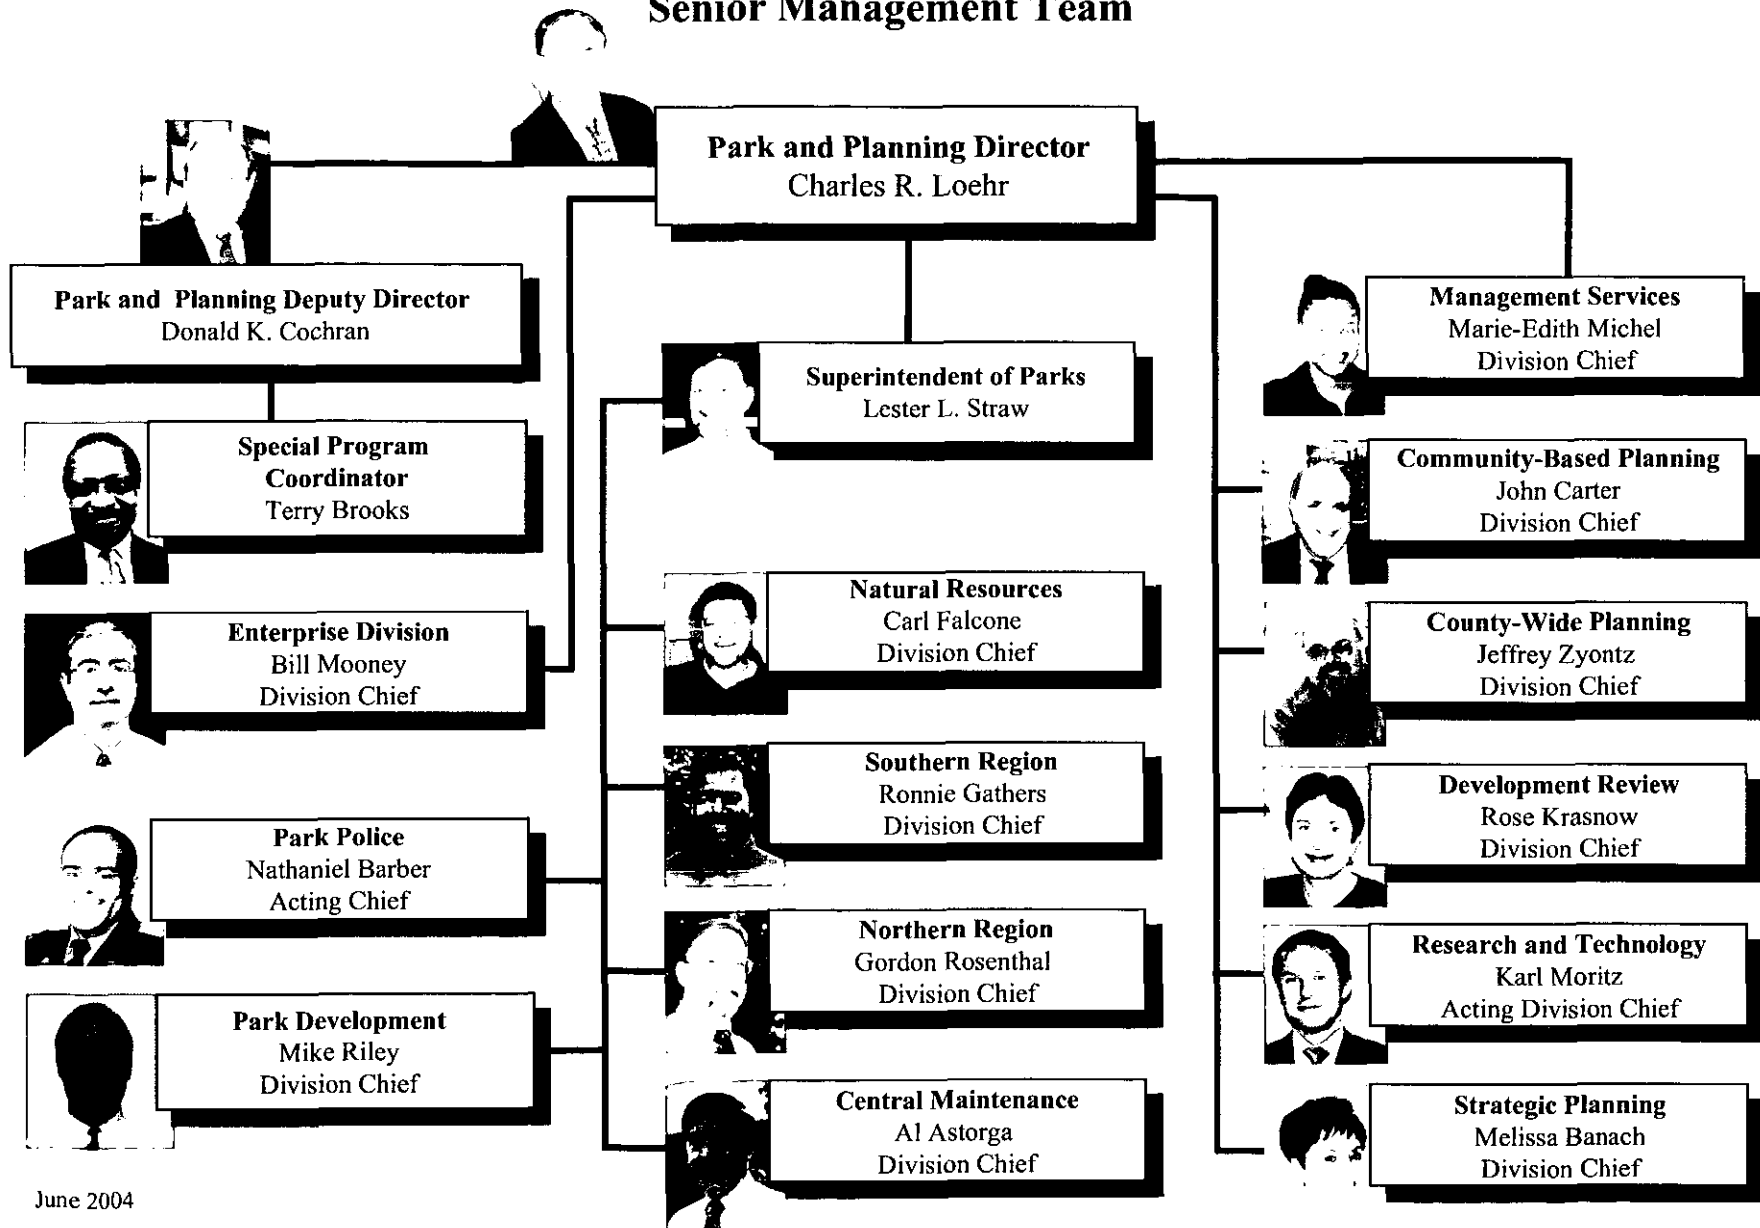 Senior Management Team
Park and Planning Director
Charles R. Loehr
Park and Planning Deputy Director
Donald K. Cochran
Special Program
Coordinator
Terry Brooks
Enterprise Division
Bill Mooney
Division Chief
Park Police
Nathaniel Barber
Acting Chief
Park Development
Mike Riley
Division Chief
Superintendent of Parks
Lester L. Straw
Natural Resources
Carl Falcone
Division Chief
Southern Region
Ronnie Gathers
Division Chief
Northern Region
Gordon Rosenthal
Division Chief
Central Maintenance
Al Astorga
Division Chief
Management Services
Marie-Edith Michel
Division Chief
Community-Based Planning
John Carter
Division Chief
County-Wide Planning
Jeffrey Zyontz
Division Chief
Development Review
Rose Krasnow
Division Chief
Research and Technology
Karl Moritz
Acting Division Chief
Strategic Planning
Melissa Banach
Division Chief
June 2004